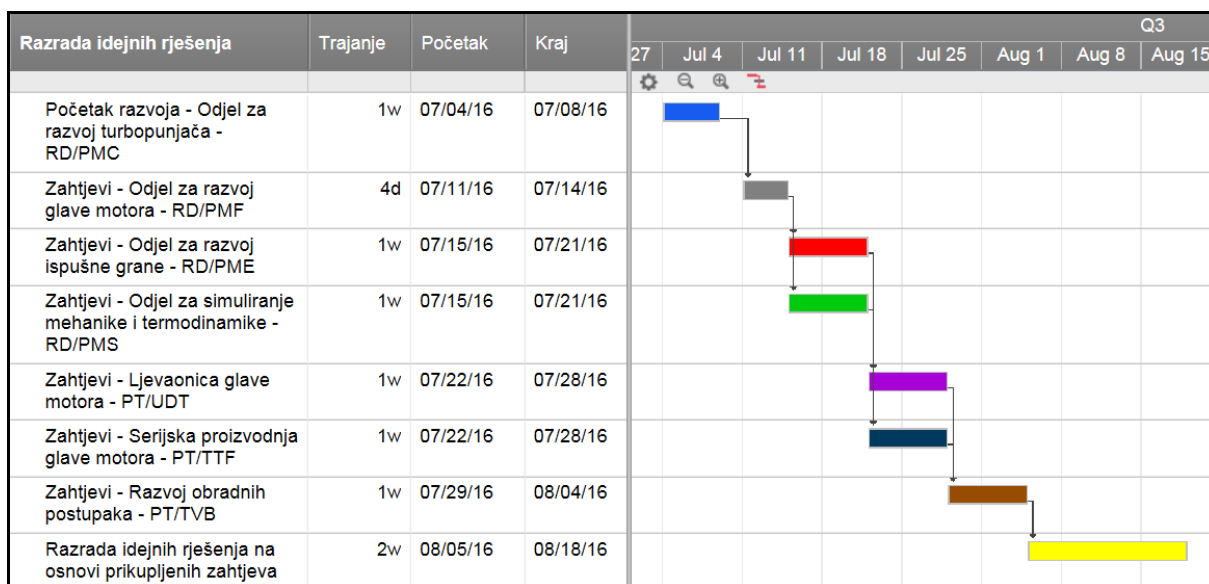 Razrada idejnih rješenja Trajanje Početak Kraj Q3
27 Jul 4 Jul 11 Jul 18 Jul 25 Aug 1 Aug 8 Aug 15
Početak razvoja - Odjel za 1w 07/04/16 07/08/16
razvoj turbopunjača -
RD/PMC
Zahtjevi - Odjel za razvoj 4d 07/11/16 07/14/16
glave motora - RD/PMF
Zahtjevi - Odjel za razvoj 1w 07/15/16 07/21/16
ispušne grane - RD/PME
Zahtjevi - Odjel za simuliranje 1w 07/15/16 07/21/16
mehanike i termodinamike -
RD/PMS
Zahtjevi - Ljevaonica glave 1w 07/22/16 07/28/16
motora - PT/UDT
Zahtjevi - Serijska proizvodnja 1w 07/22/16 07/28/16
glave motora - PT/TTF
Zahtjevi - Razvoj obradnih 1w 07/29/16 08/04/16
postupaka - PT/TVB
Razrada idejnih rješenja na 2w 08/05/16 08/18/16
osnovi prikupljenih zahtjeva